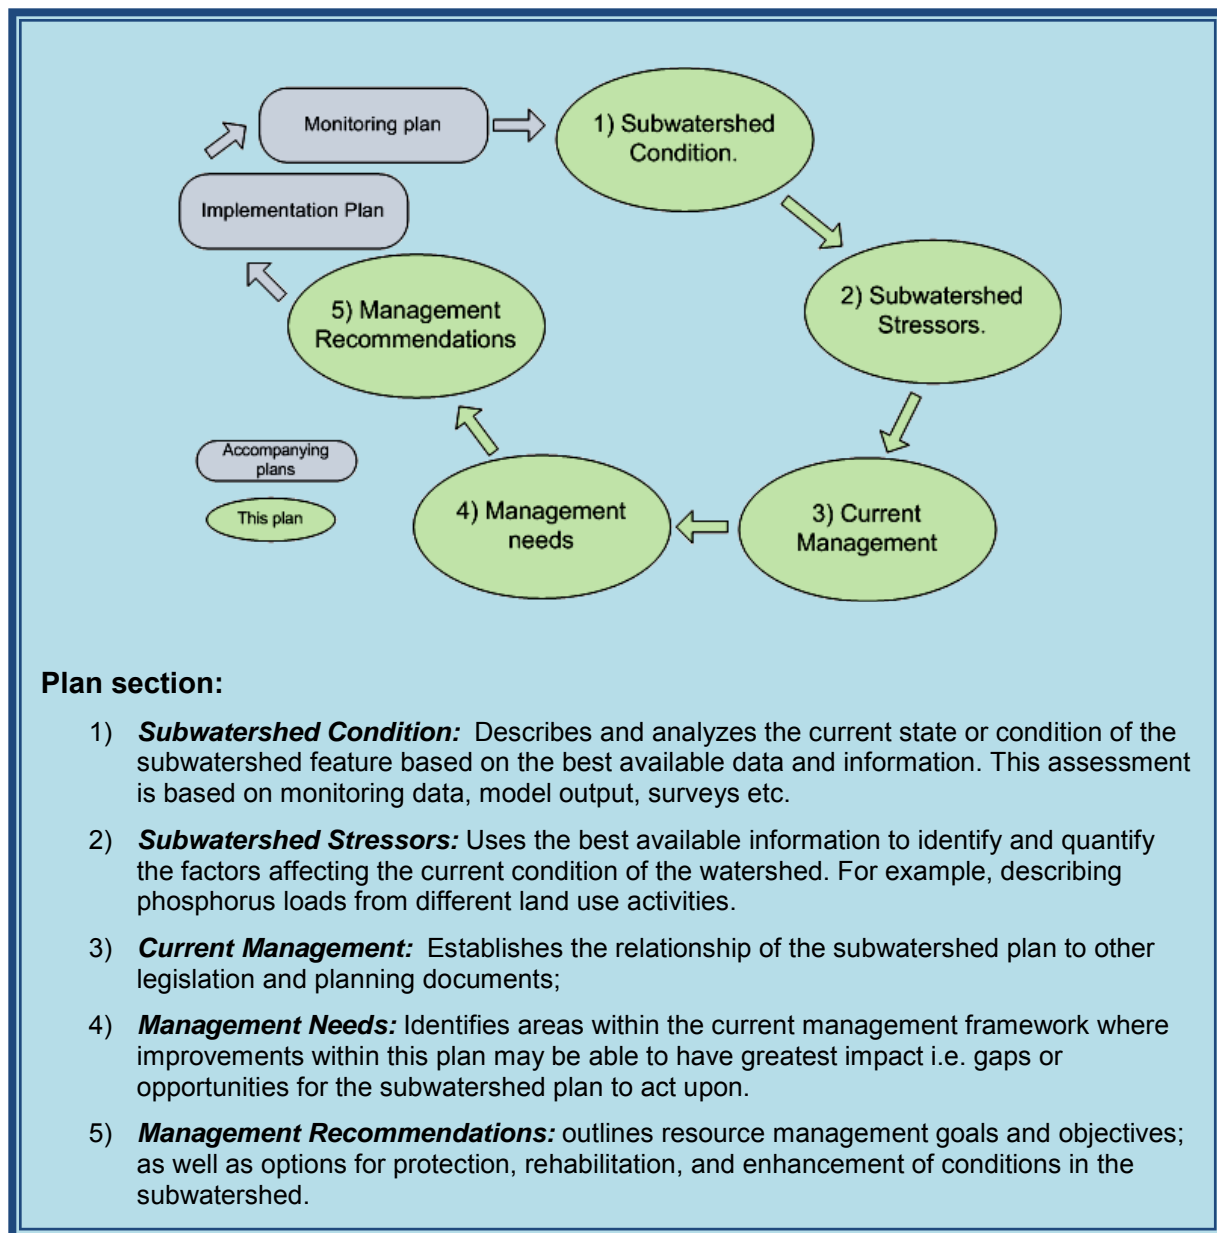 Monitoring plan
1) Subwatershed
Condition.
Implementation Plan
5) Management
Recommendations
2) Subwatershed
Stressors.
Accompanying
plans
This plan
4) Management
needs
3) Current
Management
Plan section:
1) Subwatershed Condition: Describes and analyzes the current state or condition of the
subwatershed feature based on the best available data and information. This assessment
is based on monitoring data, model output, surveys etc.
2) Subwatershed Stressors: Uses the best available information to identify and quantify
the factors affecting the current condition of the watershed. For example, describing
phosphorus loads from different land use activities.
3) Current Management: Establishes the relationship of the subwatershed plan to other
legislation and planning documents;
4) Management Needs: Identifies areas within the current management framework where
improvements within this plan may be able to have greatest impact i.e. gaps or
opportunities for the subwatershed plan to act upon.
5) Management Recommendations: outlines resource management goals and objectives;
as well as options for protection, rehabilitation, and enhancement of conditions in the
subwatershed.